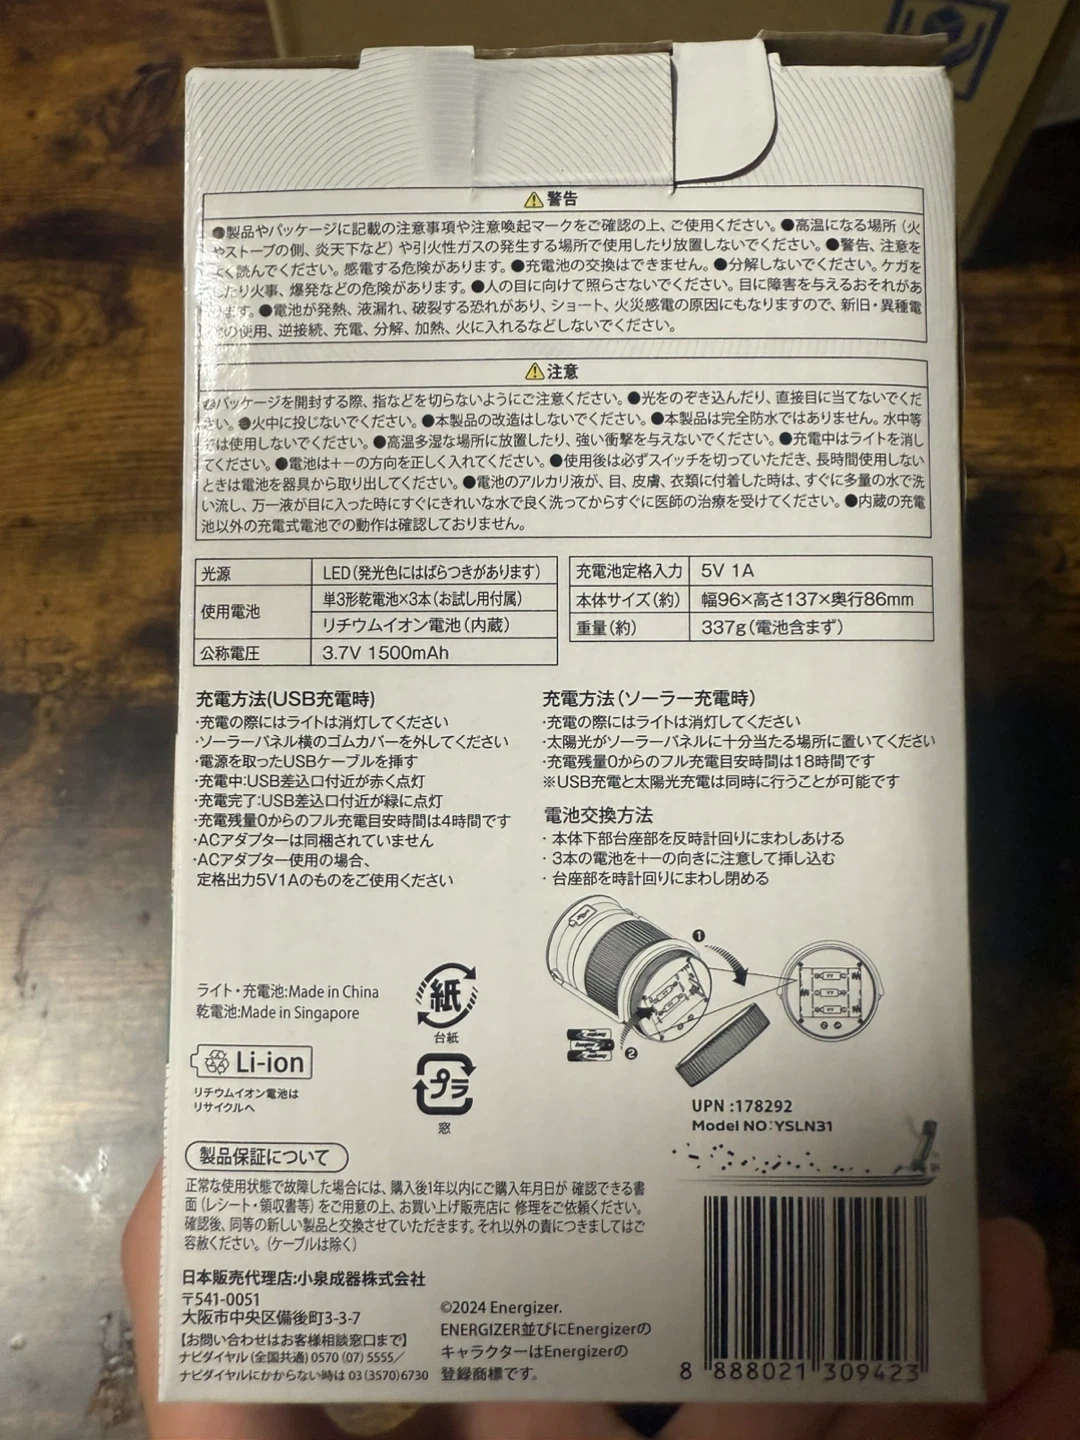 警告
●製品やパッケージに記載の注意事項や注意喚起マークをご確認の上、ご使用ください。●高温になる場所（火
やストーブの側、炎天下など）や引火性ガスの発生する場所で使用したり放置しないでください。●警告、注意を
よく読んでください。感電する危険があります。●充電池の交換はできません。●分解しないでください。ケガを
したり火事、爆発などの危険があります。●人の目に向けて照らさないでください。目に障害を与えるおそれがあ
ます。●電池が発熱、液漏れ、破裂する恐れがあり、ショート、火災感電の原因にもなりますので、新旧・異種電
の使用、逆接続、充電、分解、加熱、火に入れるなどしないでください。
注意
●パッケージを開封する際、指などを切らないようにご注意ください。●光をのぞき込んだり、直接目に当てないでくだ
さい。●火中に投じないでください。●本製品の改造はしないでください。●本製品は完全防水ではありません。水中等
では使用しないでください。●高温多湿な場所に放置したり、強い衝撃を与えないでください。●充電中はライトを消し
てください。●電池は＋－の方向を正しく入れてください。●使用後は必ずスイッチを切っていただき、長時間使用しない
ときは電池を器具から取り出してください。●電池のアルカリ液が、目、皮膚、衣類に付着した時は、すぐに多量の水で洗
い流し、万一液が目に入った時にすぐにきれいな水で良く洗ってからすぐに医師の治療を受けてください。●内蔵の充電
池以外の充電式電池での動作は確認しておりません。
光源 LED（発光色にはばらつきがあります）
使用電池 単3形乾電池×3本（お試し用付属）
リチウムイオン電池（内蔵）
公称電圧 3.7V 1500mAh
充電池定格入力 5V 1A
本体サイズ（約） 幅96×高さ137×奥行86mm
重量（約） 337g（電池含まず）
充電方法(USB充電時)
・充電の際にはライトは消灯してください
・ソーラーパネル横のゴムカバーを外してください
・電源を取ったUSBケーブルを挿す
・充電中:USB差込口付近が赤く点灯
・充電完了:USB差込口付近が緑に点灯
・充電残量0からのフル充電目安時間は4時間です
・ACアダプターは同梱されていません
・ACアダプター使用の場合、
定格出力5V1Aのものをご使用ください
充電方法（ソーラー充電時）
・充電の際にはライトは消灯してください
・太陽光がソーラーパネルに十分当たる場所に置いてください
・充電残量0からのフル充電目安時間は18時間です
※USB充電と太陽光充電は同時に行うことが可能です
電池交換方法
・本体下部台座部を反時計回りにまわしあける
・3本の電池を＋－の向きに注意して挿し込む
・台座部を時計回りにまわし閉める
❶
❷
ライト・充電池:Made in China
乾電池:Made in Singapore
紙
台紙
Li-ion
リチウムイオン電池は
リサイクルへ
プラ
窓
UPN :178292
Model NO:YSLN31
製品保証について
正常な使用状態で故障した場合には、購入後1年以内にご購入年月日が 確認できる書
面（レシート・領収書等）をご用意の上、お買い上げ販売店に 修理をご依頼ください。
確認後、同等の新しい製品と交換させていただきます。それ以外の責につきましてはご
容赦ください。（ケーブルは除く）
日本販売代理店:小泉成器株式会社
〒541-0051
大阪市中央区備後町3-3-7
【お問い合わせはお客様相談窓口まで】
ナビダイヤル（全国共通）0570（07）5555／
ナビダイヤルにかからない時は 03（3570）6730
©2024 Energizer.
ENERGIZER並びにEnergizerの
キャラクターはEnergizerの
登録商標です。
8 888021 309423